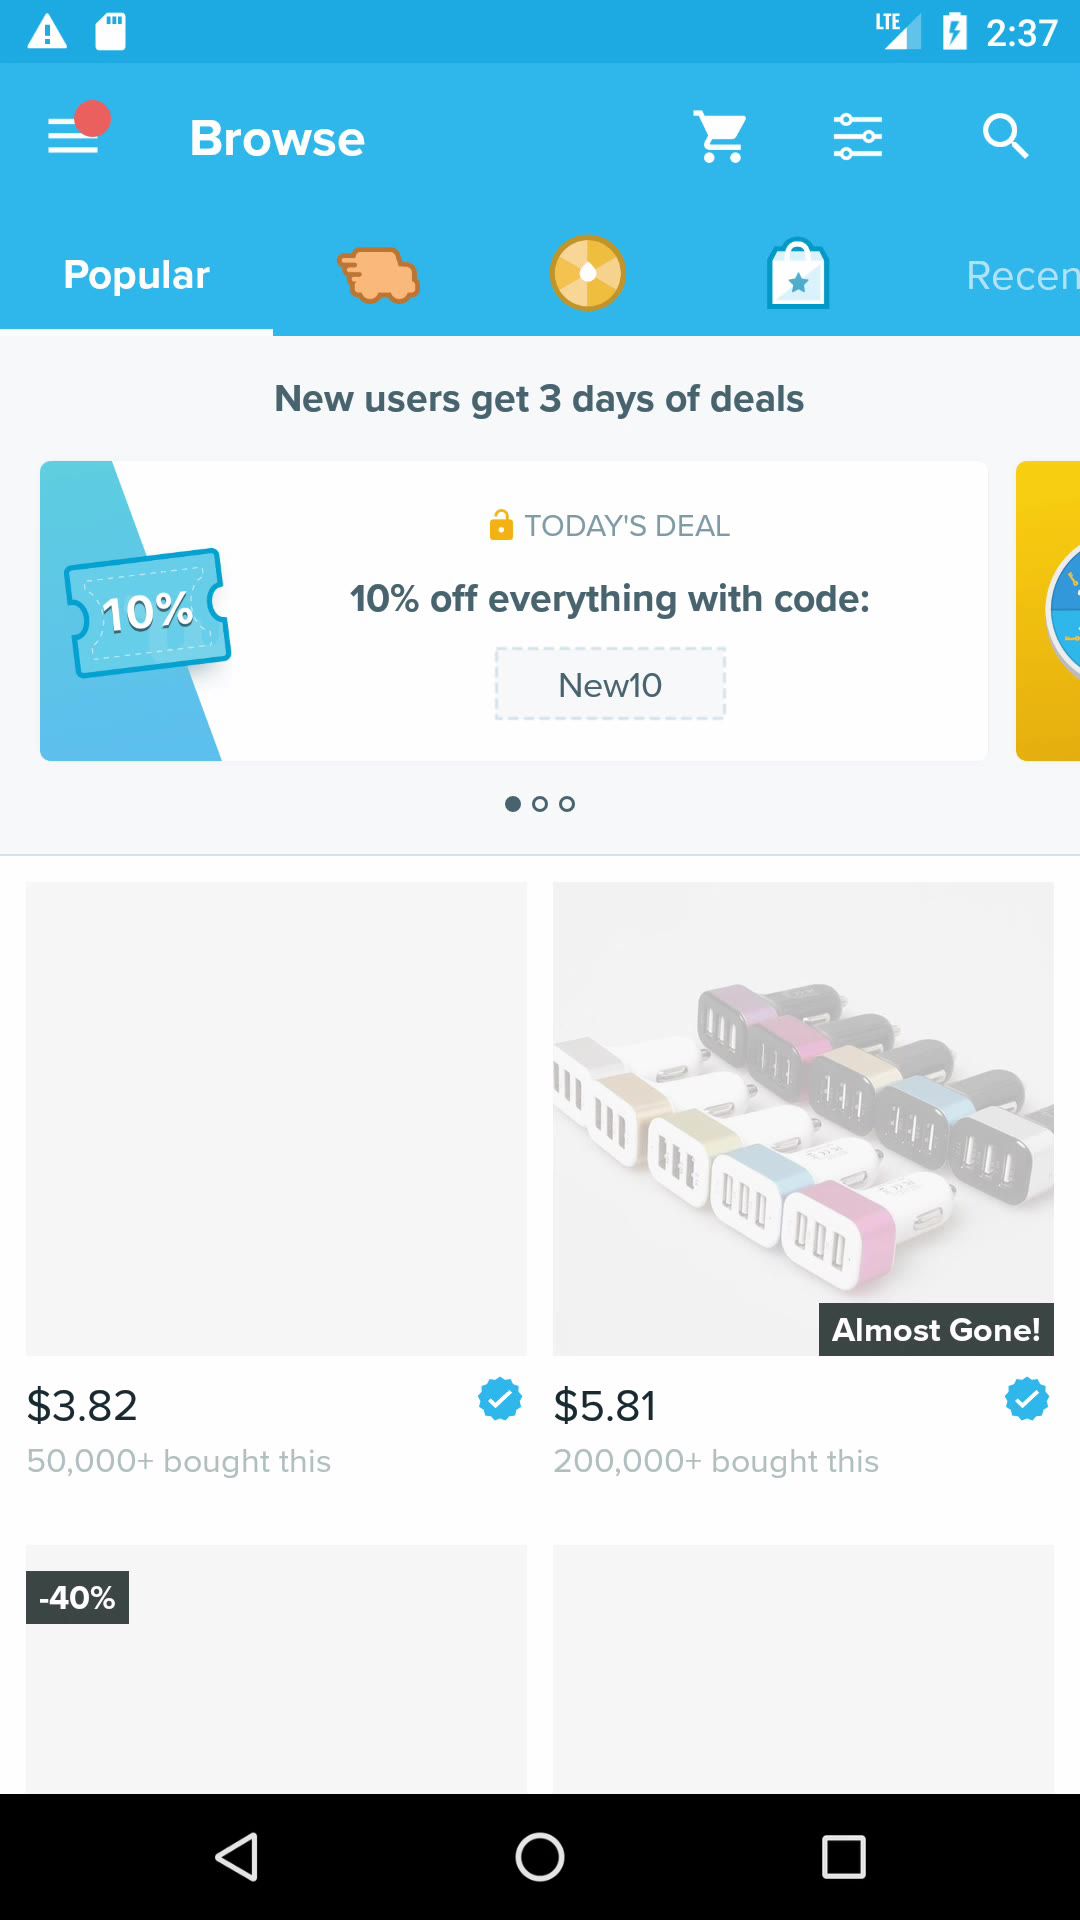 LTE 2:37
Browse
Popular
Recen
New users get 3 days of deals
TODAY'S DEAL
10%
10% off everything with code:
New10
Almost Gone!
$3.82
$5.81
50,000+ bought this
200,000+ bought this
-40%